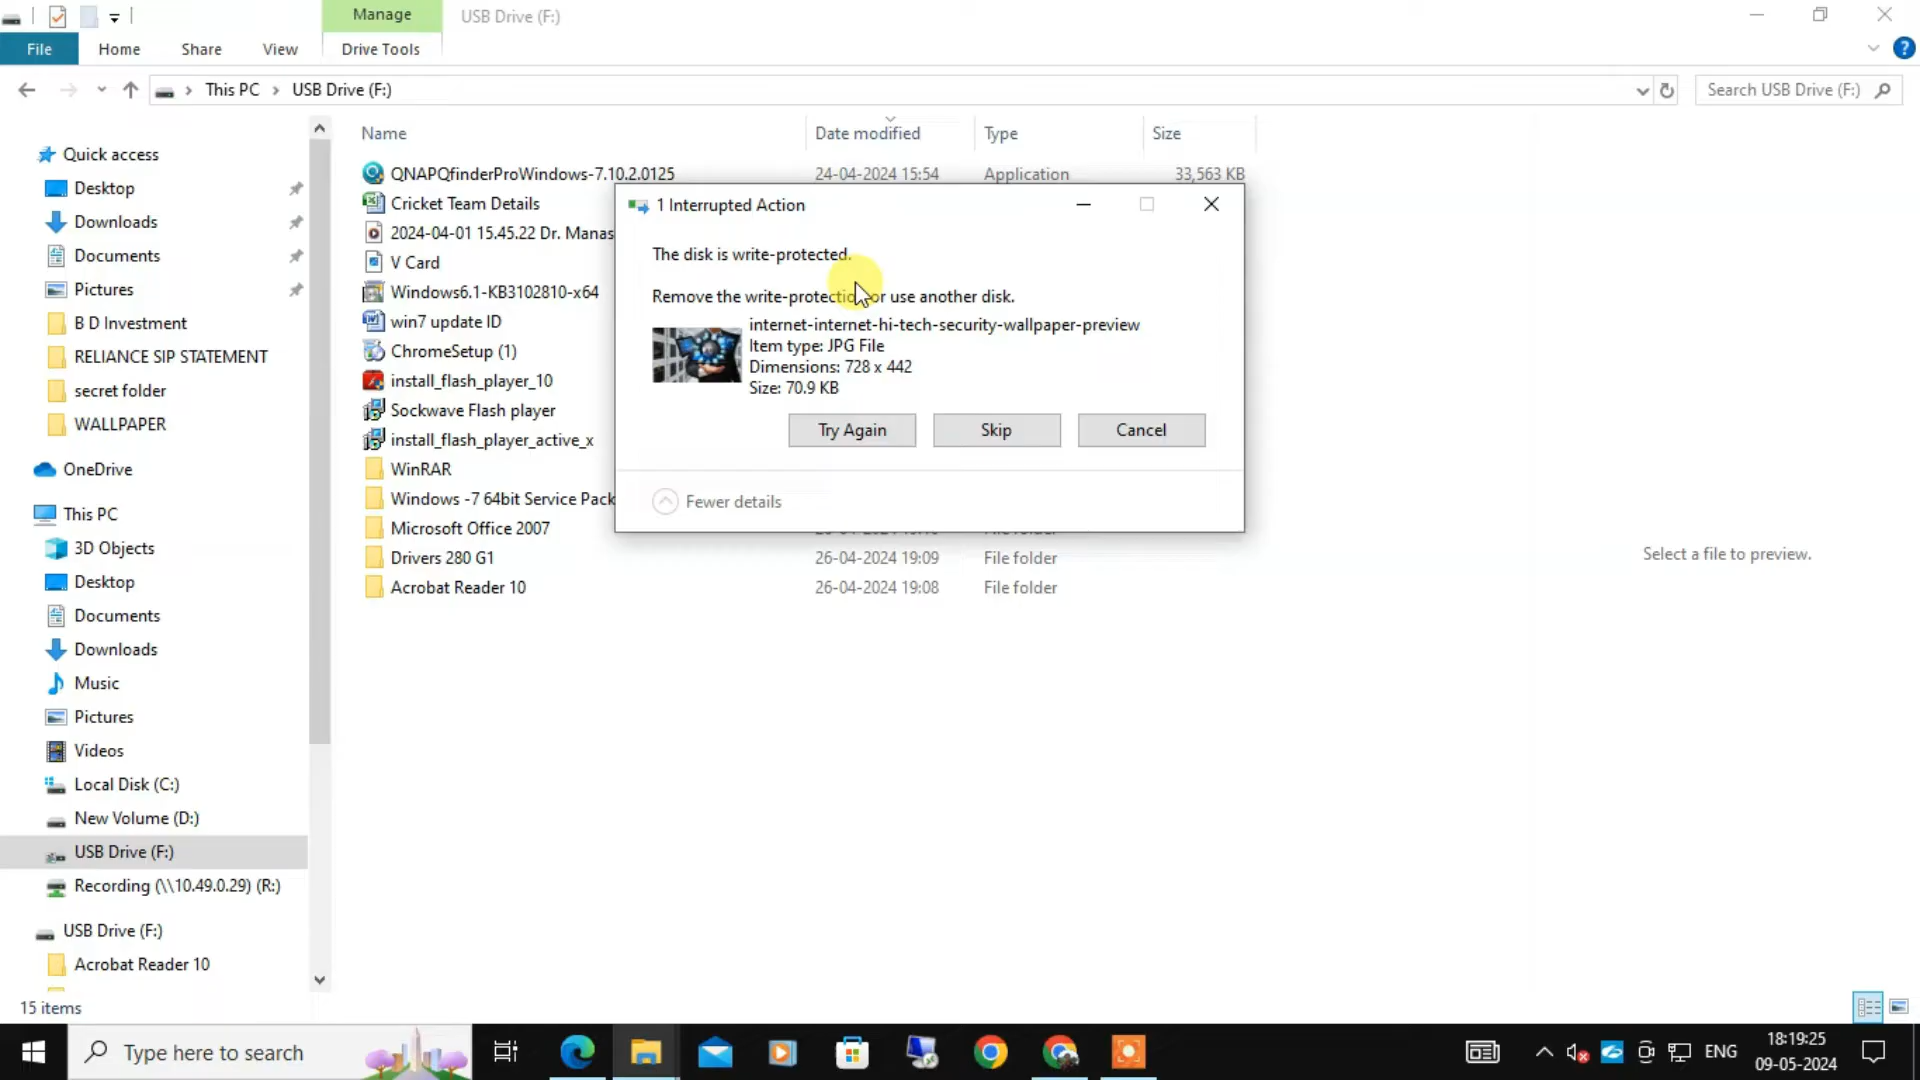 Manage
USB Drive (F:)
File
Home
Share
View
Drive Tools
This PC
USB Drive (F:)
Search USB Drive (F:)
Name
Date modified
Type
Size
Quick access
Desktop
Downloads
Documents
Pictures
B D Investment
RELIANCE SIP STATEMENT
secret folder
WALLPAPER
OneDrive
This PC
3D Objects
Desktop
Documents
Downloads
Music
Pictures
Videos
Local Disk (C:)
New Volume (D:)
USB Drive (F:)
Recording (\\10.49.0.29) (R:)
USB Drive (F:)
Acrobat Reader 10
QNAPQfinderProWindows-7.10.2.0125 24-04-2024 15:54 Application 33,563 KB
Cricket Team Details
2024-04-01 15.45.22 Dr. Manas
V Card
Windows6.1-KB3102810-x64
win7 update ID
ChromeSetup (1)
install_flash_player_10
Sockwave Flash player
install_flash_player_active_x
WinRAR
Windows -7 64bit Service Pack
Microsoft Office 2007
Drivers 280 G1 26-04-2024 19:09 File folder
Acrobat Reader 10 26-04-2024 19:08 File folder
1 Interrupted Action
The disk is write-protected.
Remove the write-protection or use another disk.
internet-internet-hi-tech-security-wallpaper-preview
Item type: JPG File
Dimensions: 728 x 442
Size: 70.9 KB
Try Again
Skip
Cancel
Fewer details
Select a file to preview.
15 items
Type here to search
ENG
18:19:25
09-05-2024